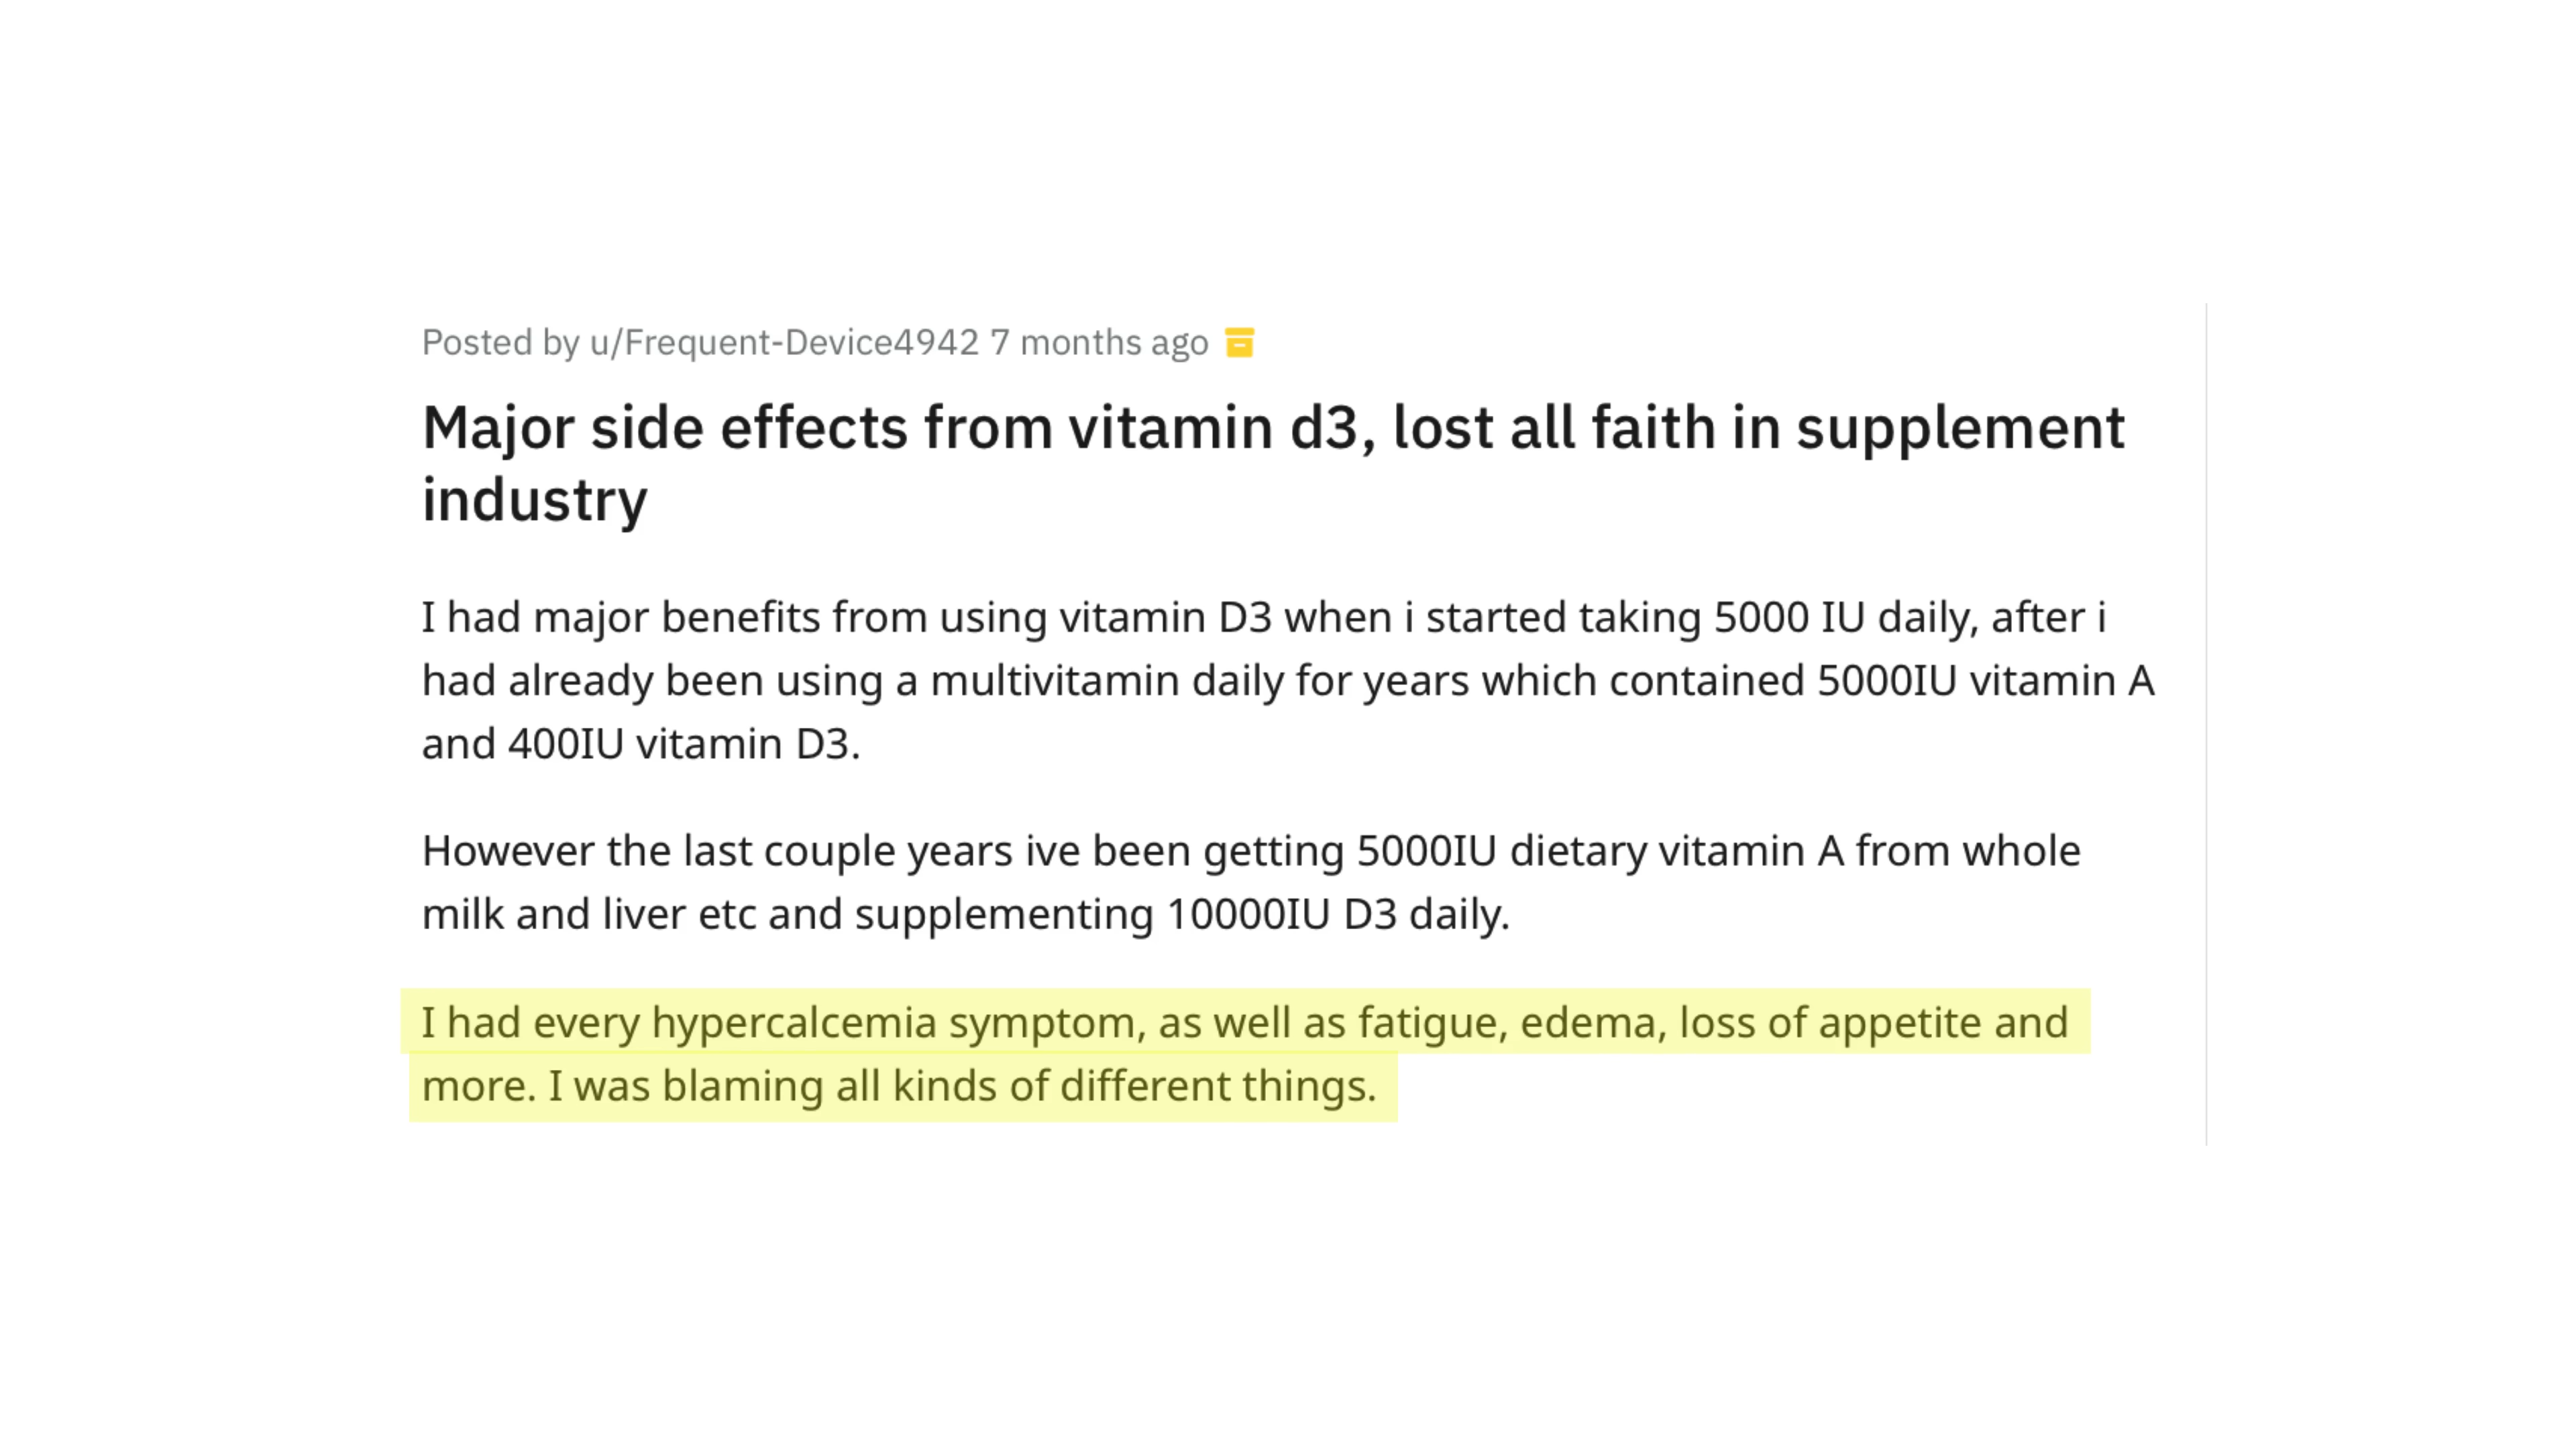 Posted by u/Frequent-Device4942 7 months ago
Major side effects from vitamin d3, lost all faith in supplement
industry
I had major benefits from using vitamin D3 when i started taking 5000 IU daily, after i
had already been using a multivitamin daily for years which contained 5000IU vitamin A
and 400IU vitamin D3.
However the last couple years ive been getting 5000IU dietary vitamin A from whole
milk and liver etc and supplementing 10000IU D3 daily.
I had every hypercalcemia symptom, as well as fatigue, edema, loss of appetite and
more. I was blaming all kinds of different things.